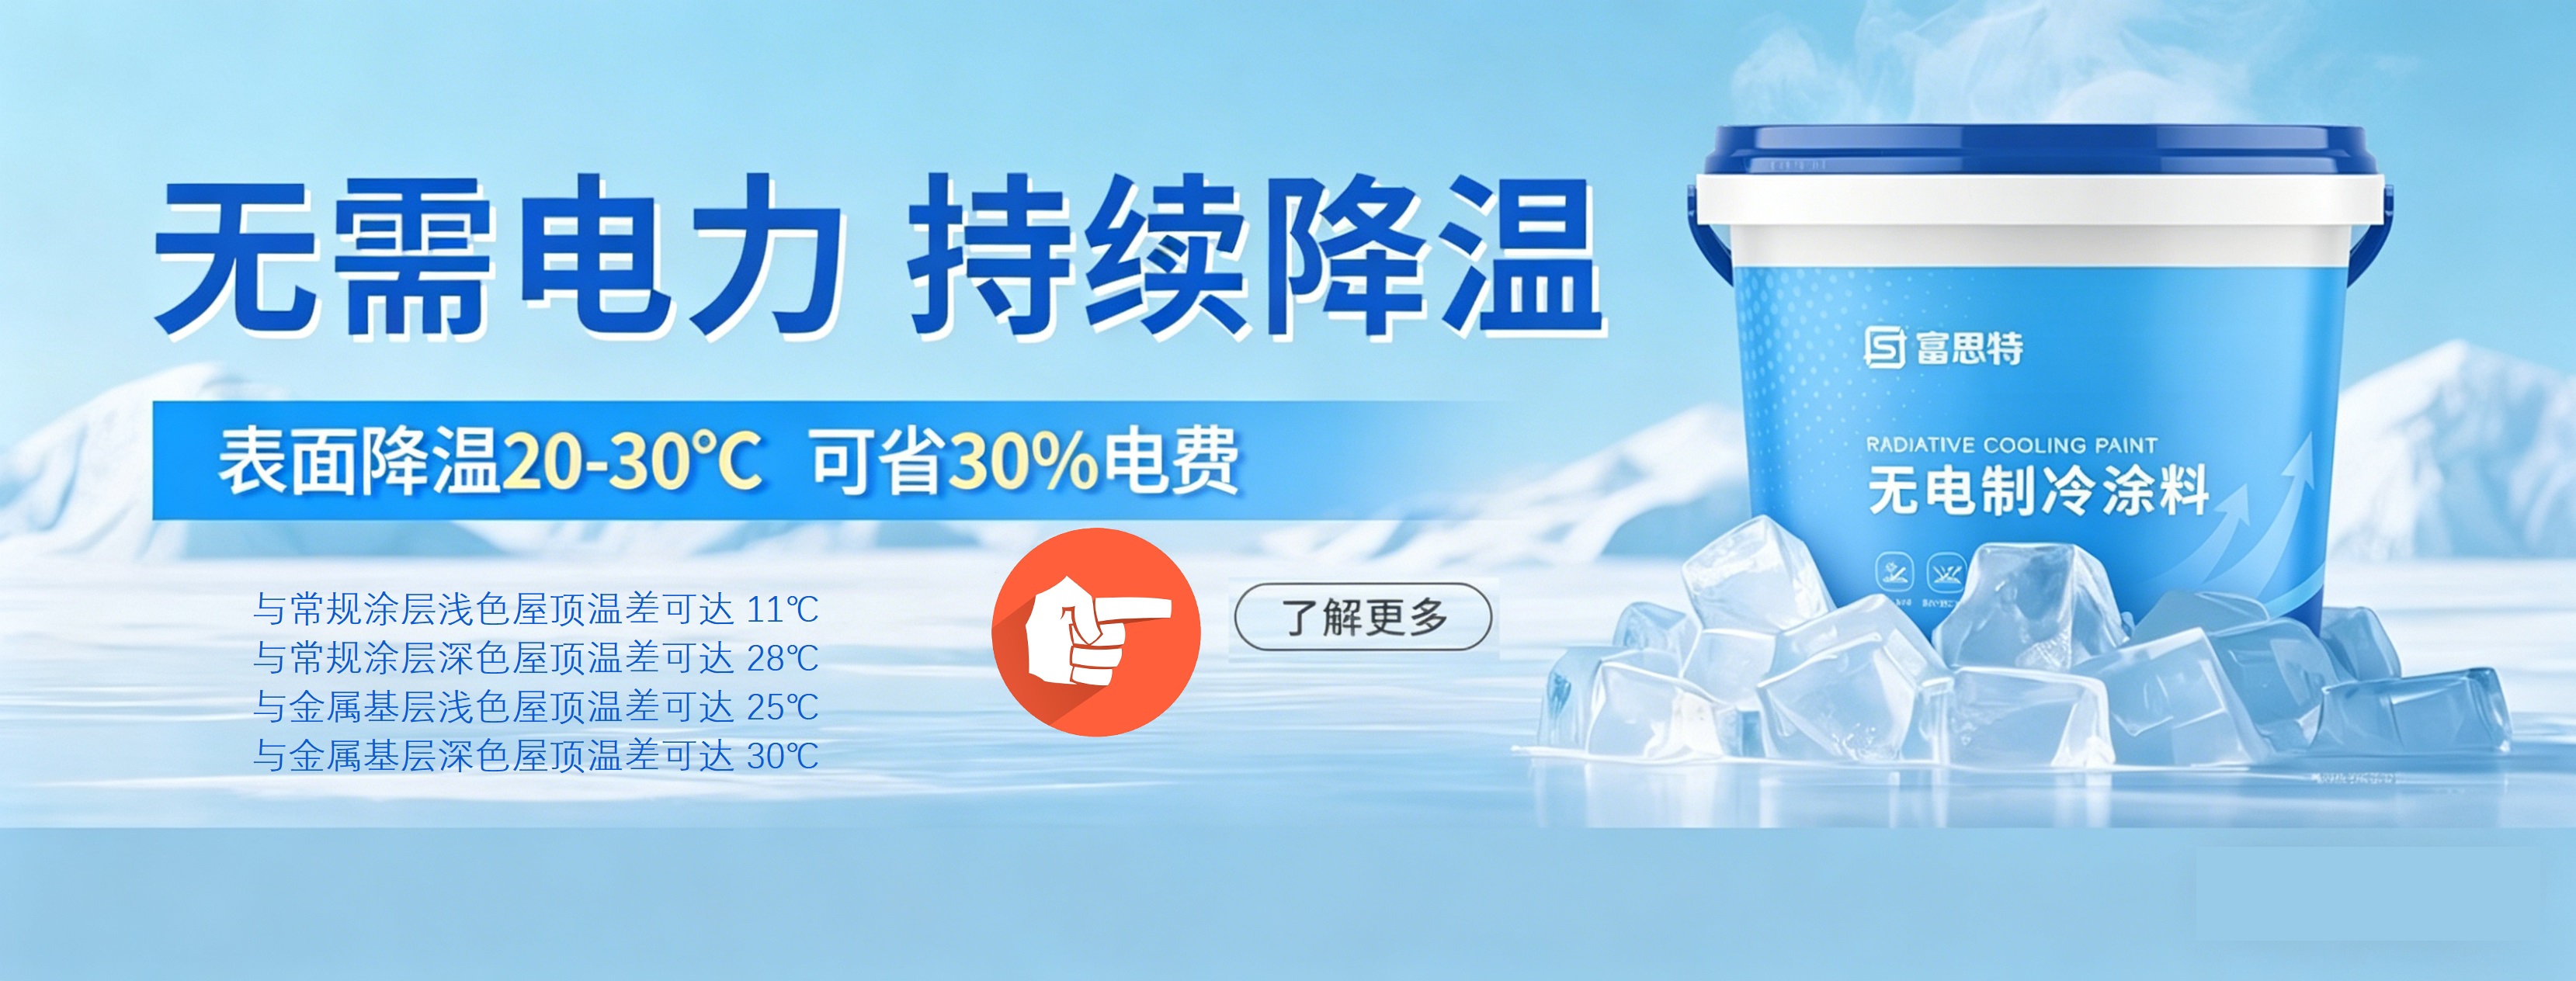 无需电力 持续降温
表面降温20-30℃ 可省30%电费
与常规涂层浅色屋顶温差可达 11℃
与常规涂层深色屋顶温差可达 28℃
与金属基层浅色屋顶温差可达 25℃
与金属基层深色屋顶温差可达 30℃
了解更多
富思特
RADIATIVE COOLING PAINT
无电制冷涂料